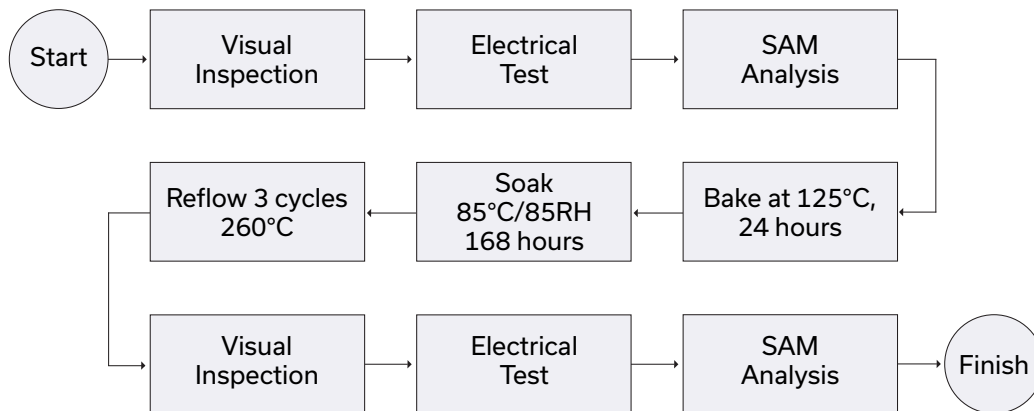 Start
Visual
Inspection
Electrical
Test
SAM
Analysis
Bake at 125°C,
24 hours
Soak
85°C/85RH
168 hours
Reflow 3 cycles
260°C
Visual
Inspection
Electrical
Test
SAM
Analysis
Finish